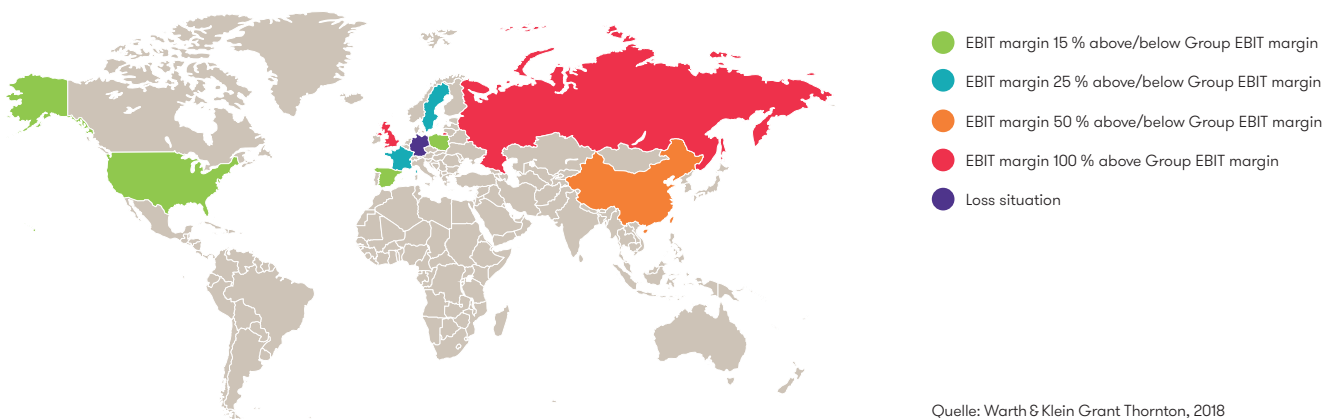 EBIT margin 15 % above/below Group EBIT margin
EBIT margin 25 % above/below Group EBIT margin
EBIT margin 50 % above/below Group EBIT margin
EBIT margin 100 % above Group EBIT margin
Loss situation
Quelle: Warth & Klein Grant Thornton, 2018